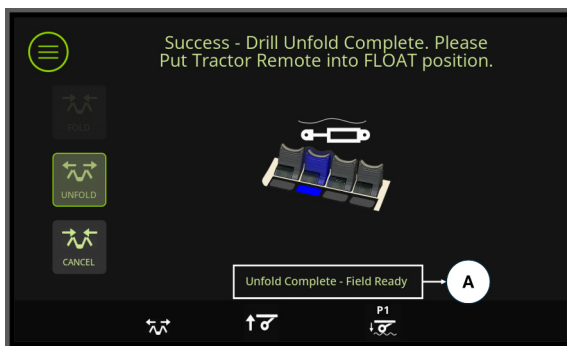 Success - Drill Unfold Complete. Please
Put Tractor Remote into FLOAT position.
FOLD
UNFOLD
CANCEL
Unfold Complete - Field Ready
A
P1